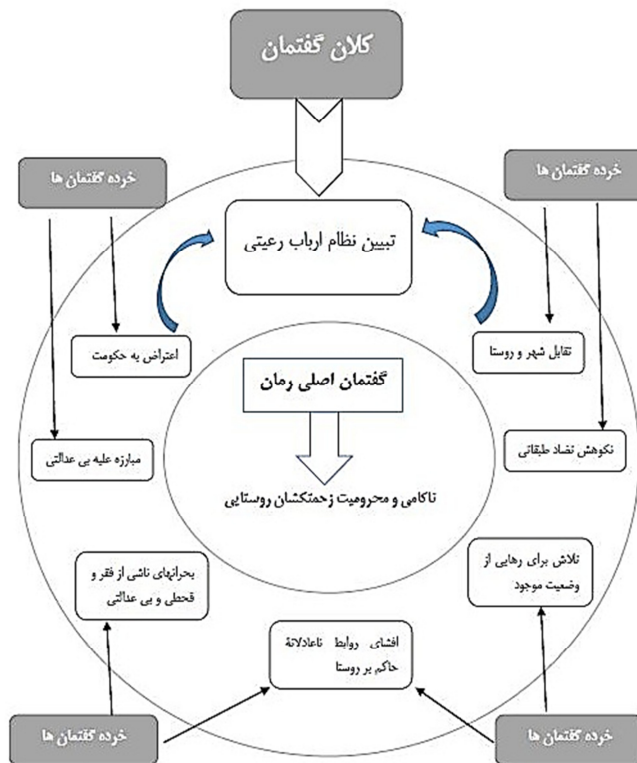 کلان گفتمان
خرده گفتمان ها
خرده گفتمان ها
تبیین نظام ارباب رعیتی
تقابل شهر و روستا
اعتراض به حکومت
گفتمان اصلی رمان
نکوهش تضاد طبقاتی
مبارزه علیه بی عدالتی
ناکامی و محرومیت زحمتکشان روستایی
تلاش برای رهایی از
وضعیت موجود
بحرانهای ناشی از فقر و
قحطی و بی عدالتی
افشای روابط ناعادلانة
حاکم بر روستا
خرده گفتمان ها
خرده گفتمان ها